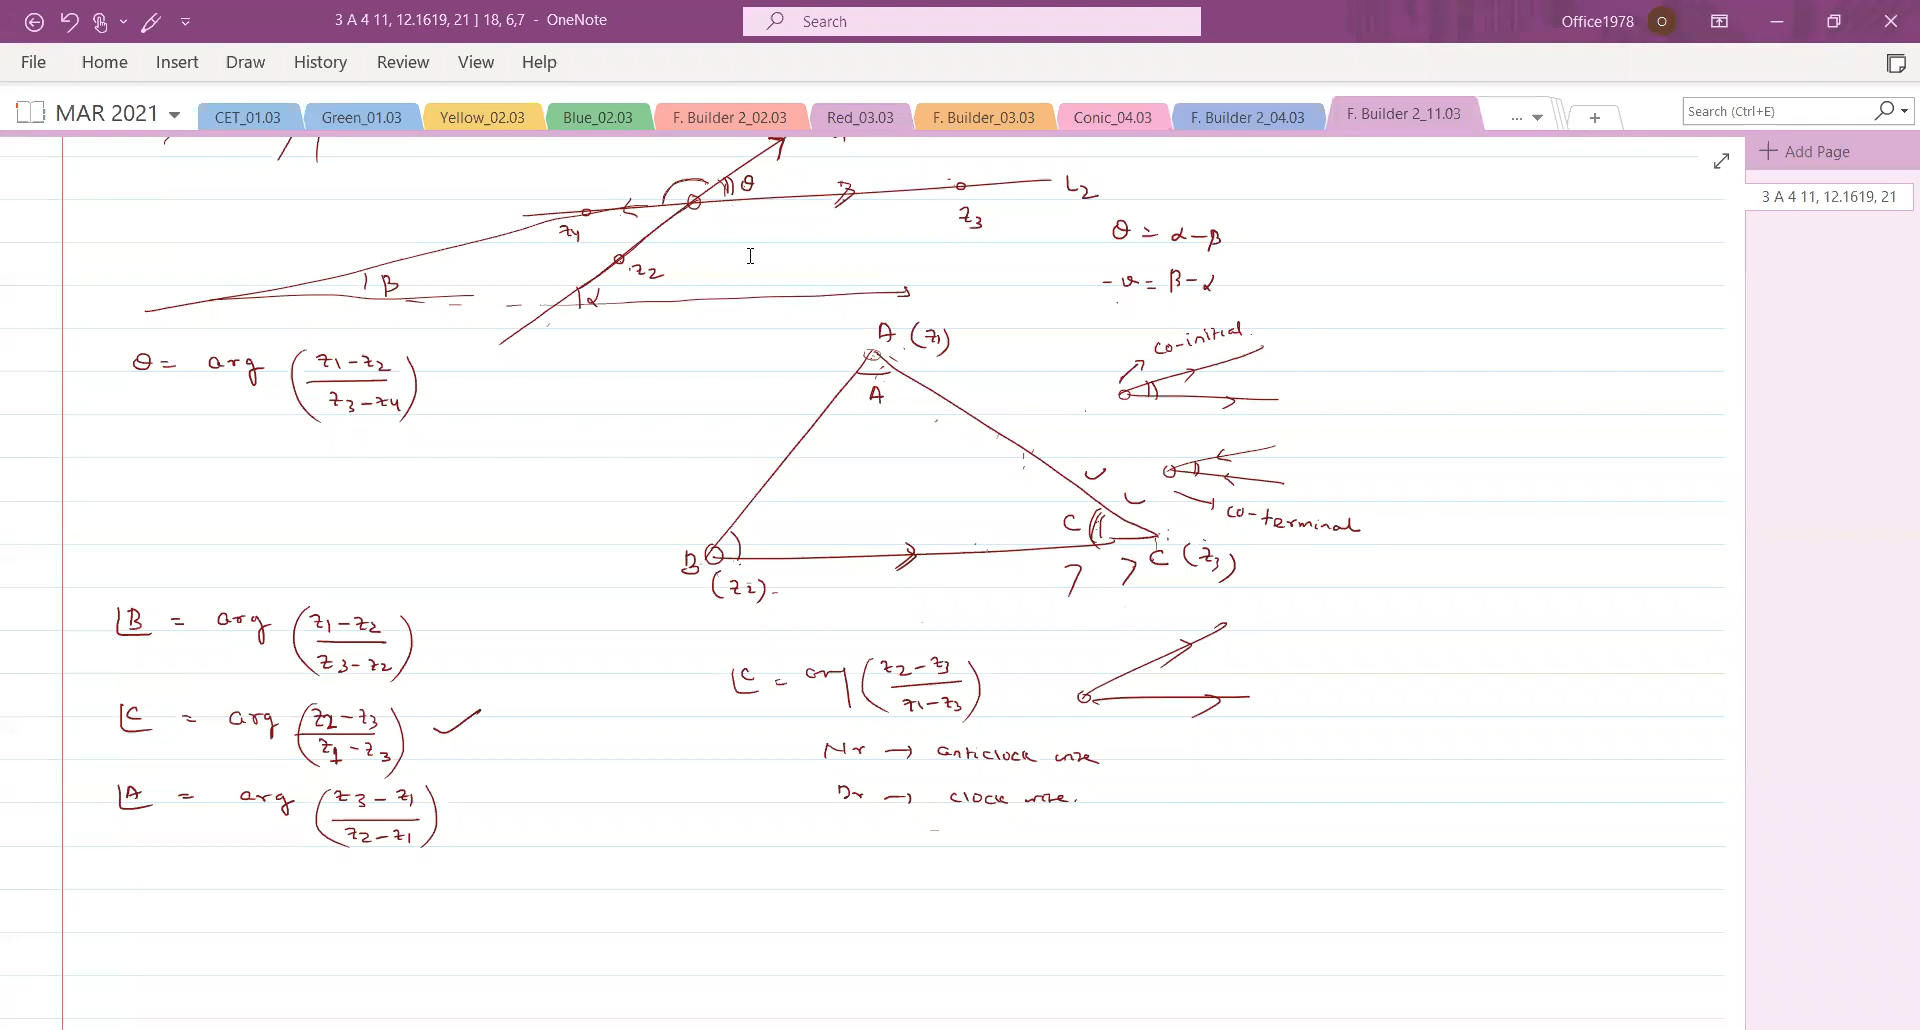 3 A 4 11, 12.1619, 21 ] 18, 6,7 - OneNote
Search
Office1978
O
File Home Insert Draw History Review View Help
MAR 2021
CET_01.03
Green_01.03
Yellow_02.03
Blue_02.03
F. Builder 2_02.03
Red_03.03
F. Builder_03.03
Conic_04.03
F. Builder 2_04.03
F. Builder 2_11.03
...
+
Search (Ctrl+E)
Add Page
3 A 4 11, 12.1619, 21
θ
L2
z4
z3
z2
β
α
θ = α-β
-θ = β-α
θ = arg (z1-z2 / z3-z4)
A (z1)
A
co-initial
co-terminal
C
C (z3)
B
(z2)
∠B = arg (z1-z2 / z3-z2)
∠C = arg (z2-z3 / z1-z3) ✓
∠A = arg (z3-z1 / z2-z1)
∠C = arg (z2-z3 / z1-z3)
Nr → anticlock wise
Dr → clock wise.